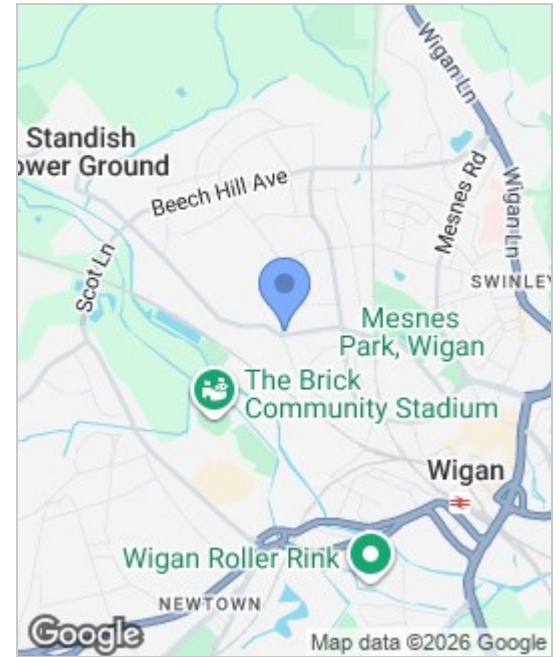 Wigan Ln
Standish
ower Ground
Beech Hill Ave
Mesnes Rd
Wigan Ln
Scot Ln
SWINLEY
Mesnes
Park, Wigan
The Brick
Community Stadium
Wigan
Wigan Roller Rink
NEWTOWN
Google
Map data ©2026 Google